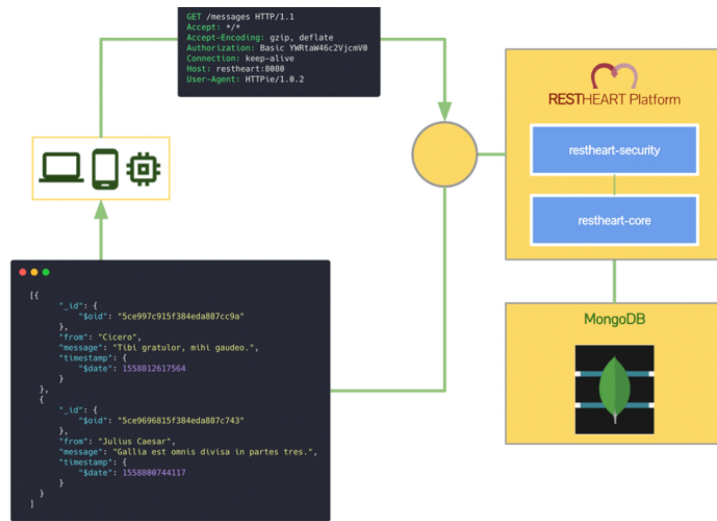 GET /messages HTTP/1.1
Accept: */*
Accept-Encoding: gzip, deflate
Authorization: Basic YWRtaW46c2VjcmV0
Connection: keep-alive
Host: restheart:8080
User-Agent: HTTPie/1.0.2
RESTHEART Platform
restheart-security
restheart-core
MongoDB
[{
"_id": {
"$oid": "5ce997c915f384eda887cc9a"
},
"from": "Cicero",
"message": "Tibi gratulor, mihi gaudeo.",
"timestamp": {
"$date": 1558812617564
}
},
{
"_id": {
"$oid": "5ce9696815f384eda887c743"
},
"from": "Julius Caesar",
"message": "Gallia est omnis divisa in partes tres.",
"timestamp": {
"$date": 1558800744117
}
}
]